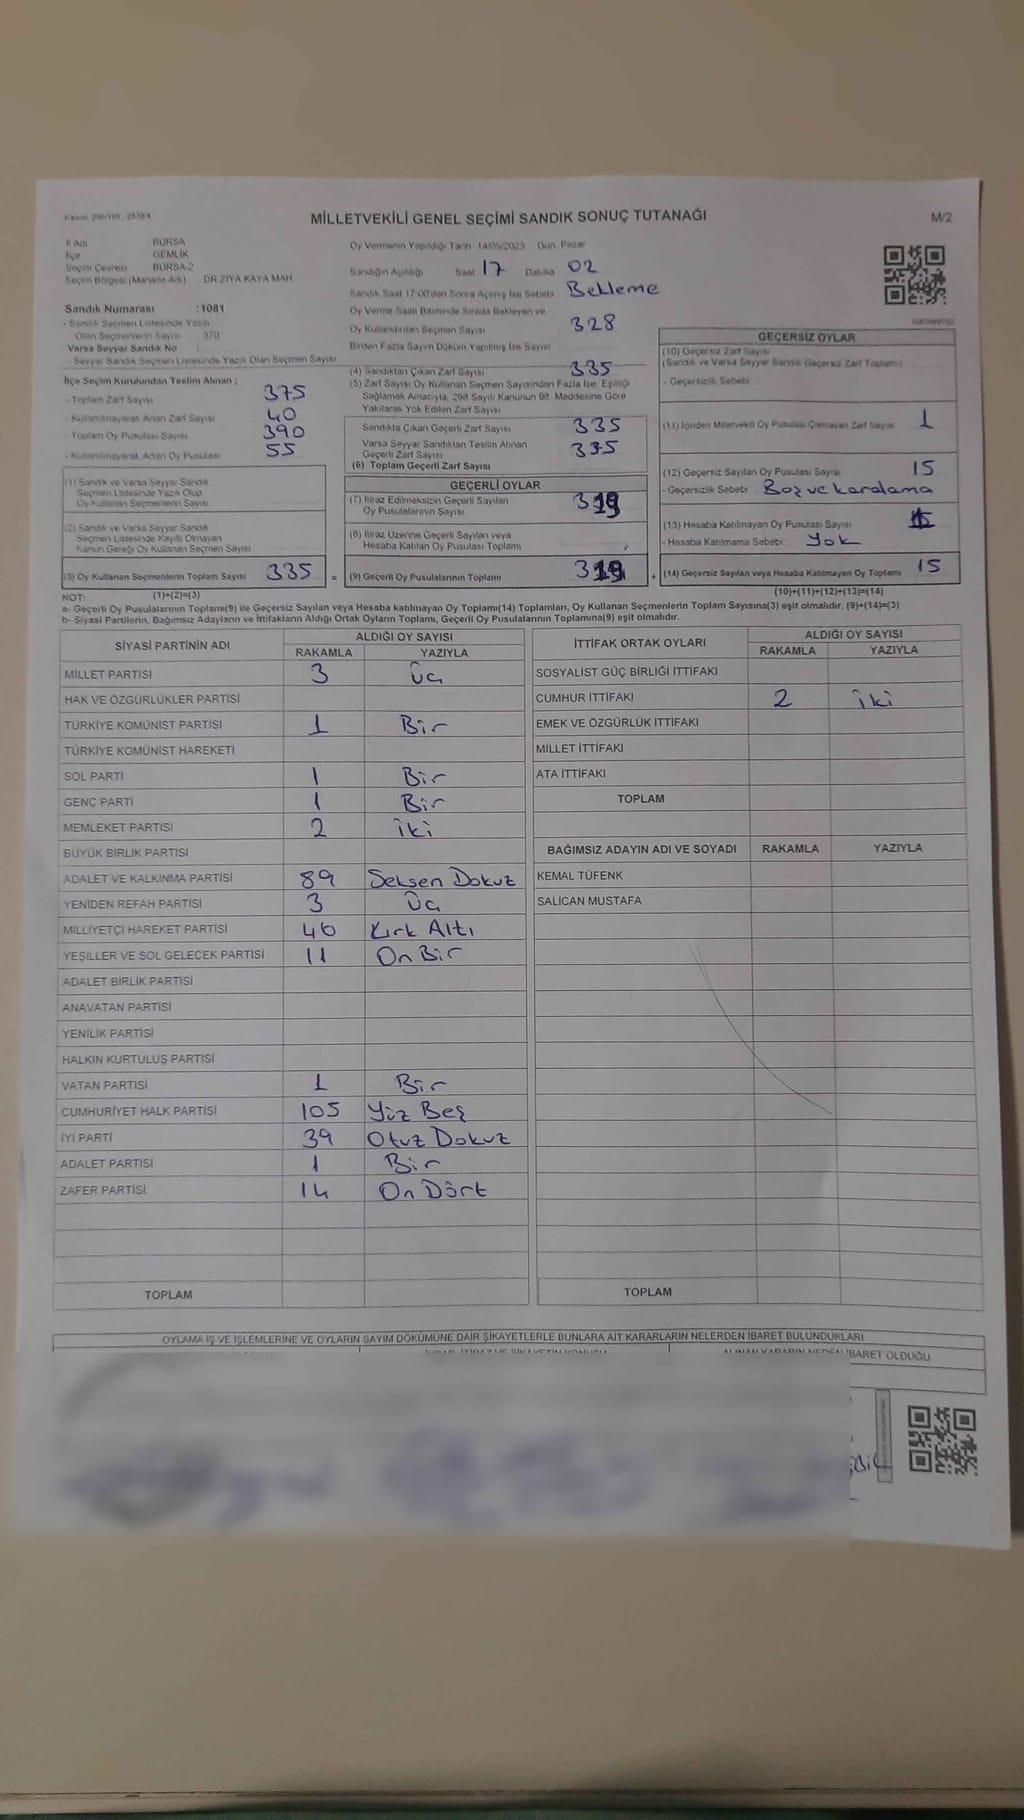 MİLLETVEKİLİ GENEL SEÇİMİ SANDIK SONUÇ TUTANAĞI
M/2
İl Adı BURSA
İlçe GEMLİK
Seçim Çevresi BURSA-2
Seçim Bölgesi (Mahalle Adı) DR.ZİYA KAYA MAH
Sandık Numarası :1081
- Sandık Seçmen Listesinde Yazılı
Olan Seçmenlerin Sayısı : 370
Varsa Seyyar Sandık No :
- Seyyar Sandık Seçmen Listesinde Yazılı Olan Seçmen Sayısı
İlçe Seçim Kurulundan Teslim Alınan ;
- Toplam Zarf Sayısı 375
- Kullanılmayarak Artan Zarf Sayısı 40
- Toplam Oy Pusulası Sayısı 390
- Kullanılmayarak Artan Oy Pusulası 55
(1) Sandık ve Varsa Seyyar Sandık
Seçmen Listesinde Yazılı Olup
Oy Kullanan Seçmenlerin Sayısı
(2) Sandık ve Varsa Seyyar Sandık
Seçmen Listesinde Kayıtlı Olmayan
Kanun Gereği Oy Kullanan Seçmen Sayısı
(3) Oy Kullanan Seçmenlerin Toplam Sayısı 335 =
Oy Vermenin Yapıldığı Tarih: 14/05/2023 Gün: Pazar
Sandığın Açıldığı Saat 17 Dakika 02
Sandık Saat 17:00'den Sonra Açılmış İse Sebebi Bekleme
Oy Verme Saati Bitiminde Sırada Bekleyen ve
Oy Kullandırılan Seçmen Sayısı 328
Birden Fazla Sayım Döküm Yapılmış İse Sayısı
(4) Sandıktan Çıkan Zarf Sayısı 335
(5) Zarf Sayısı Oy Kullanan Seçmen Sayısından Fazla İse, Eşitliği
Sağlamak Amacıyla, 298 Sayılı Kanunun 98. Maddesine Göre
Yakılarak Yok Edilen Zarf Sayısı
Sandıkta Çıkan Geçerli Zarf Sayısı 335
Varsa Seyyar Sandıktan Teslim Alınan
Geçerli Zarf Sayısı 335
(6) Toplam Geçerli Zarf Sayısı
GEÇERLİ OYLAR
(7) İtiraz Edilmeksizin Geçerli Sayılan
Oy Pusulalarının Sayısı 319
(8) İtiraz Üzerine Geçerli Sayılan veya
Hesaba Katılan Oy Pusulası Toplamı
(9) Geçerli Oy Pusulalarının Toplamı 319 +
GEÇERSİZ OYLAR
(10) Geçersiz Zarf Sayısı
(Sandık ve Varsa Seyyar Sandık Geçersiz Zarf Toplamı)
- Geçersizlik Sebebi
(11) İçinden Milletvekili Oy Pusulası Çıkmayan Zarf Sayısı 1
(12) Geçersiz Sayılan Oy Pusulası Sayısı 15
- Geçersizlik Sebebi : Boş ve karalama
(13) Hesaba Katılmayan Oy Pusulası Sayısı
- Hesaba Katılmama Sebebi : Yok
(14) Geçersiz Sayılan veya Hesaba Katılmayan Oy Toplamı 15
NOT: (1)+(2)=(3) (10)+(11)+(12)+(13)=(14)
a- Geçerli Oy Pusulalarının Toplamı(9) ile Geçersiz Sayılan veya Hesaba katılmayan Oy Toplamı(14) Toplamları, Oy Kullanan Seçmenlerin Toplam Sayısına(3) eşit olmalıdır. (9)+(14)=(3)
b- Siyasi Partilerin, Bağımsız Adayların ve İttifakların Aldığı Ortak Oyların Toplamı, Geçerli Oy Pusulalarının Toplamına(9) eşit olmalıdır.
SİYASİ PARTİNİN ADI ALDIĞI OY SAYISI
RAKAMLA YAZIYLA
MİLLET PARTİSİ 3 Üç
HAK VE ÖZGÜRLÜKLER PARTİSİ
TÜRKİYE KOMÜNİST PARTİSİ 1 Bir
TÜRKİYE KOMÜNİST HAREKETİ
SOL PARTİ 1 Bir
GENÇ PARTİ 1 Bir
MEMLEKET PARTİSİ 2 iki
BÜYÜK BİRLİK PARTİSİ
ADALET VE KALKINMA PARTİSİ 89 Seksen Dokuz
YENİDEN REFAH PARTİSİ 3 Üç
MİLLİYETÇİ HAREKET PARTİSİ 46 Kırk Altı
YEŞİLLER VE SOL GELECEK PARTİSİ 11 On Bir
ADALET BİRLİK PARTİSİ
ANAVATAN PARTİSİ
YENİLİK PARTİSİ
HALKIN KURTULUŞ PARTİSİ
VATAN PARTİSİ 1 Bir
CUMHURİYET HALK PARTİSİ 105 Yüz Beş
İYİ PARTİ 39 Otuz Dokuz
ADALET PARTİSİ 1 Bir
ZAFER PARTİSİ 14 On Dört
TOPLAM
İTTİFAK ORTAK OYLARI ALDIĞI OY SAYISI
RAKAMLA YAZIYLA
SOSYALİST GÜÇ BİRLİĞİ İTTİFAKI
CUMHUR İTTİFAKI 2 iki
EMEK VE ÖZGÜRLÜK İTTİFAKI
MİLLET İTTİFAKI
ATA İTTİFAKI
TOPLAM
BAĞIMSIZ ADAYIN ADI VE SOYADI RAKAMLA YAZIYLA
KEMAL TÜFENK
SALİCAN MUSTAFA
TOPLAM
OYLAMA İŞ VE İŞLEMLERİNE VE OYLARIN SAYIM DÖKÜMÜNE DAİR ŞİKAYETLERLE BUNLARA AİT KARARLARIN NELERDEN İBARET BULUNDUKLARI
İBARET OLDUĞU